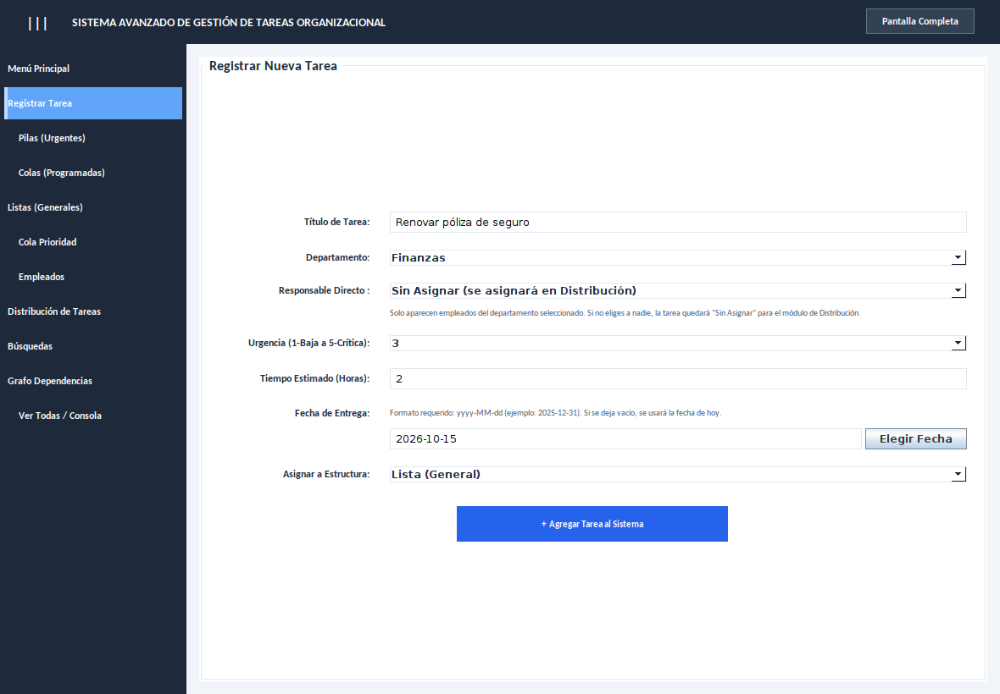 ||| SISTEMA AVANZADO DE GESTIÓN DE TAREAS ORGANIZACIONAL
Pantalla Completa
Menú Principal
Registrar Tarea
Pilas (Urgentes)
Colas (Programadas)
Listas (Generales)
Cola Prioridad
Empleados
Distribución de Tareas
Búsquedas
Grafo Dependencias
Ver Todas / Consola
Registrar Nueva Tarea
Título de Tarea: Renovar póliza de seguro
Departamento: Finanzas
Responsable Directo : Sin Asignar (se asignará en Distribución)
Solo aparecen empleados del departamento seleccionado. Si no eliges a nadie, la tarea quedará "Sin Asignar" para el módulo de Distribución.
Urgencia (1-Baja a 5-Crítica): 3
Tiempo Estimado (Horas): 2
Fecha de Entrega: Formato requerido: yyyy-MM-dd (ejemplo: 2025-12-31). Si se deja vacío, se usará la fecha de hoy.
2026-10-15 Elegir Fecha
Asignar a Estructura: Lista (General)
+ Agregar Tarea al Sistema